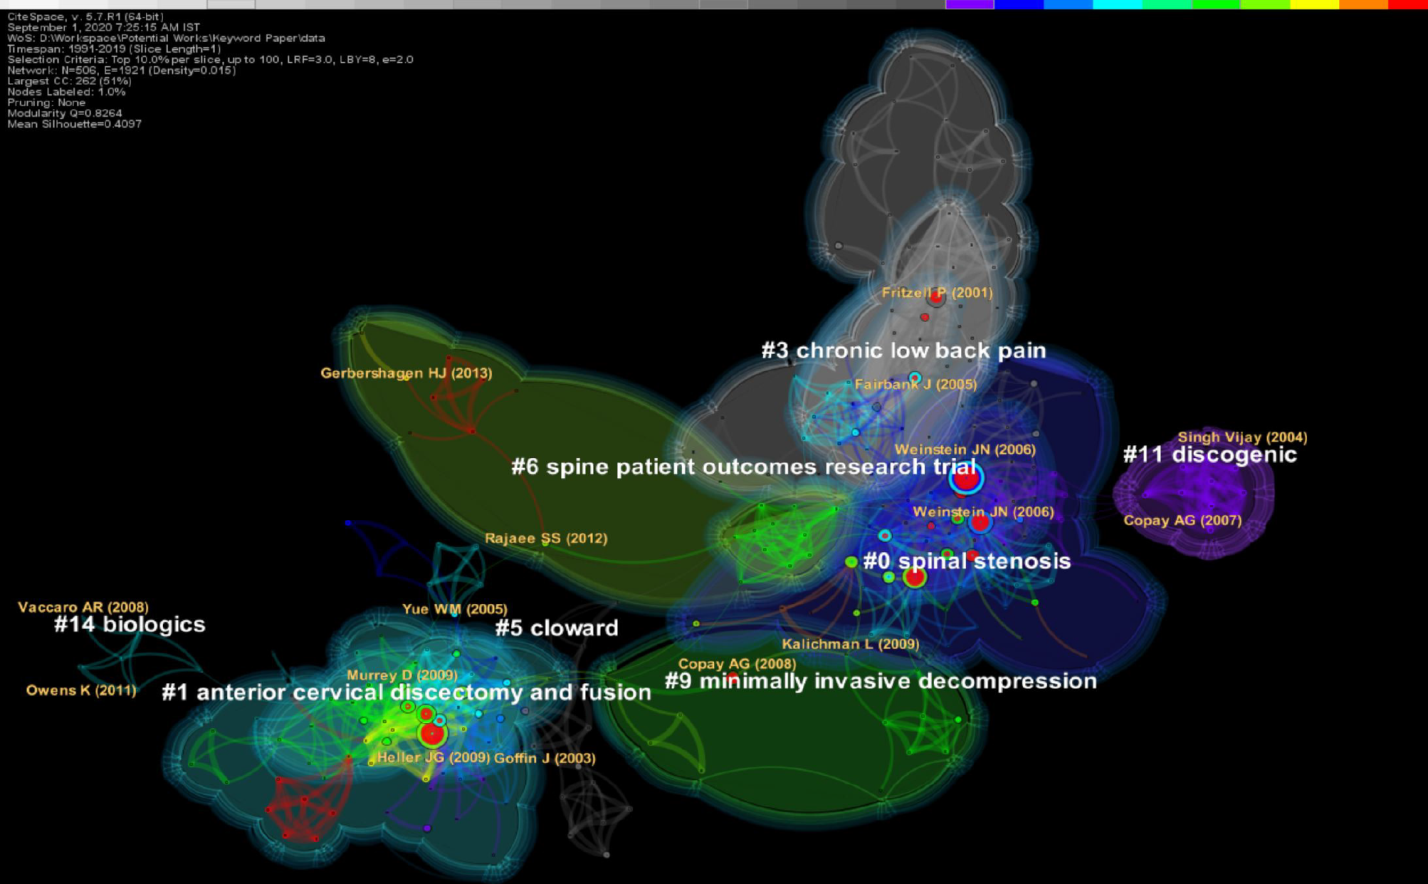 CiteSpace, v. 5.7.R1 (64-bit)
September 1, 2020 7:25:15 AM IST
WoS: D:\Workspace\Potential Works\Keyword Paper\data
Timespan: 1991-2019 (Slice Length=1)
Selection Criteria: Top 10.0% per slice, up to 100, LRF=3.0, LBY=8, e=2.0
Network: N=506, E=1921 (Density=0.015)
Largest CC: 262 (51%)
Nodes Labeled: 1.0%
Pruning: None
Modularity Q=0.8264
Mean Silhouette=0.4097
Fritzell P (2001)
#3 chronic low back pain
Gerbershagen HJ (2013)
Fairbank J (2005)
Singh Vijay (2004)
Weinstein JN (2006)
#11 discogenic
#6 spine patient outcomes research trial
Weinstein JN (2006)
Copay AG (2007)
Rajaee SS (2012)
#0 spinal stenosis
Vaccaro AR (2008)
Yue WM (2005)
#14 biologics
#5 cloward
Kalichman L (2009)
Copay AG (2008)
Murrey D (2009)
#9 minimally invasive decompression
Owens K (2011)
#1 anterior cervical discectomy and fusion
Heller JG (2009)
Goffin J (2003)